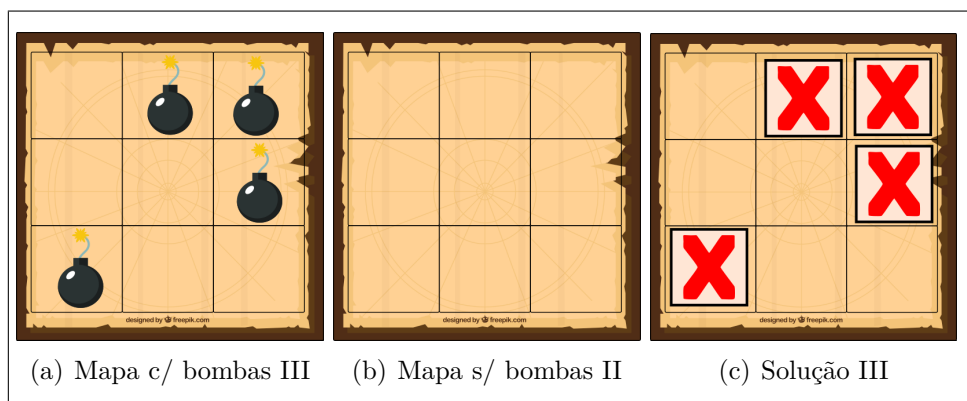 designed by freepik.com
designed by freepik.com
designed by freepik.com
(a) Mapa c/ bombas III
(b) Mapa s/ bombas II
(c) Solução III